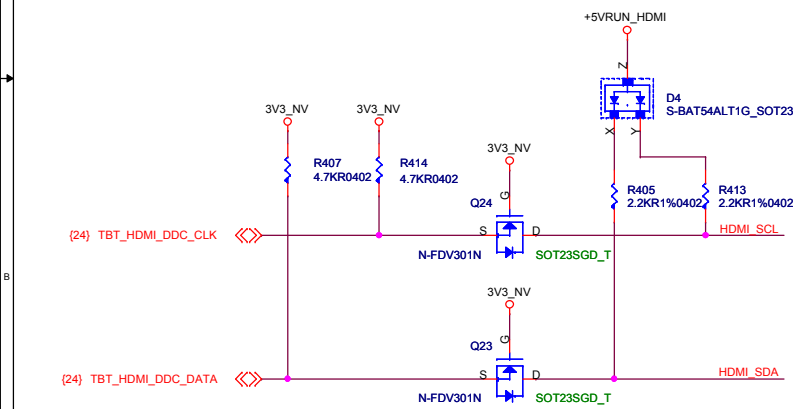 +5VRUN_HDMI
Z
D4
S-BAT54ALT1G_SOT23
X
Y
3V3_NV
3V3_NV
R407
4.7KR0402
R414
4.7KR0402
3V3_NV
G
Q24
R405
2.2KR1%0402
R413
2.2KR1%0402
{24} TBT_HDMI_DDC_CLK
S
D
HDMI_SCL
N-FDV301N
SOT23SGD_T
B
3V3_NV
G
Q23
{24} TBT_HDMI_DDC_DATA
S
D
HDMI_SDA
N-FDV301N
SOT23SGD_T